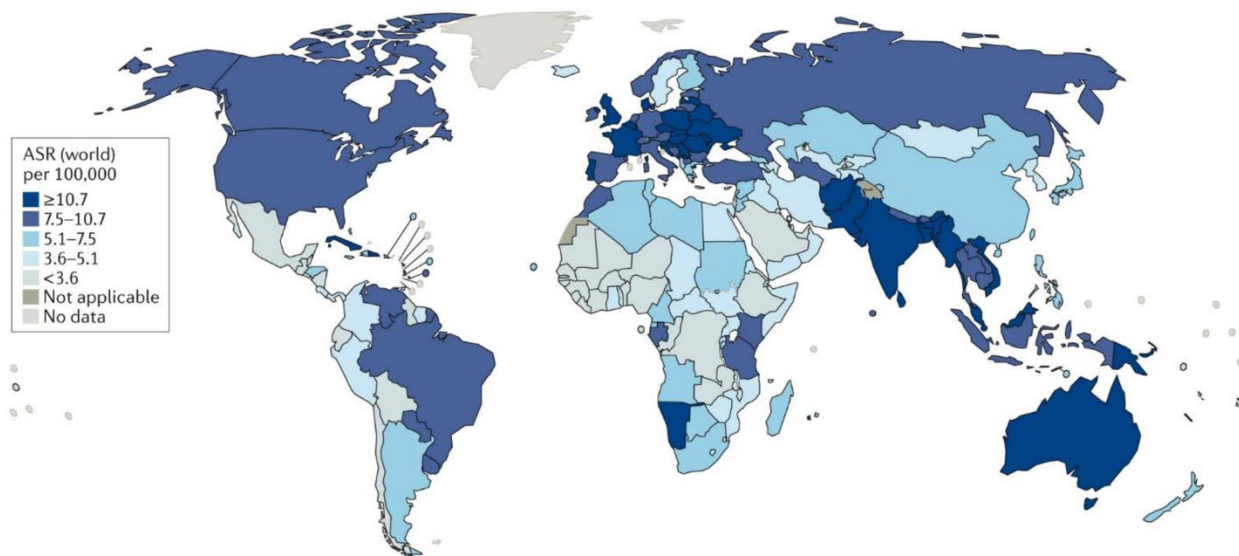 ASR (world)
per 100,000
≥10.7
7.5–10.7
5.1–7.5
3.6–5.1
<3.6
Not applicable
No data